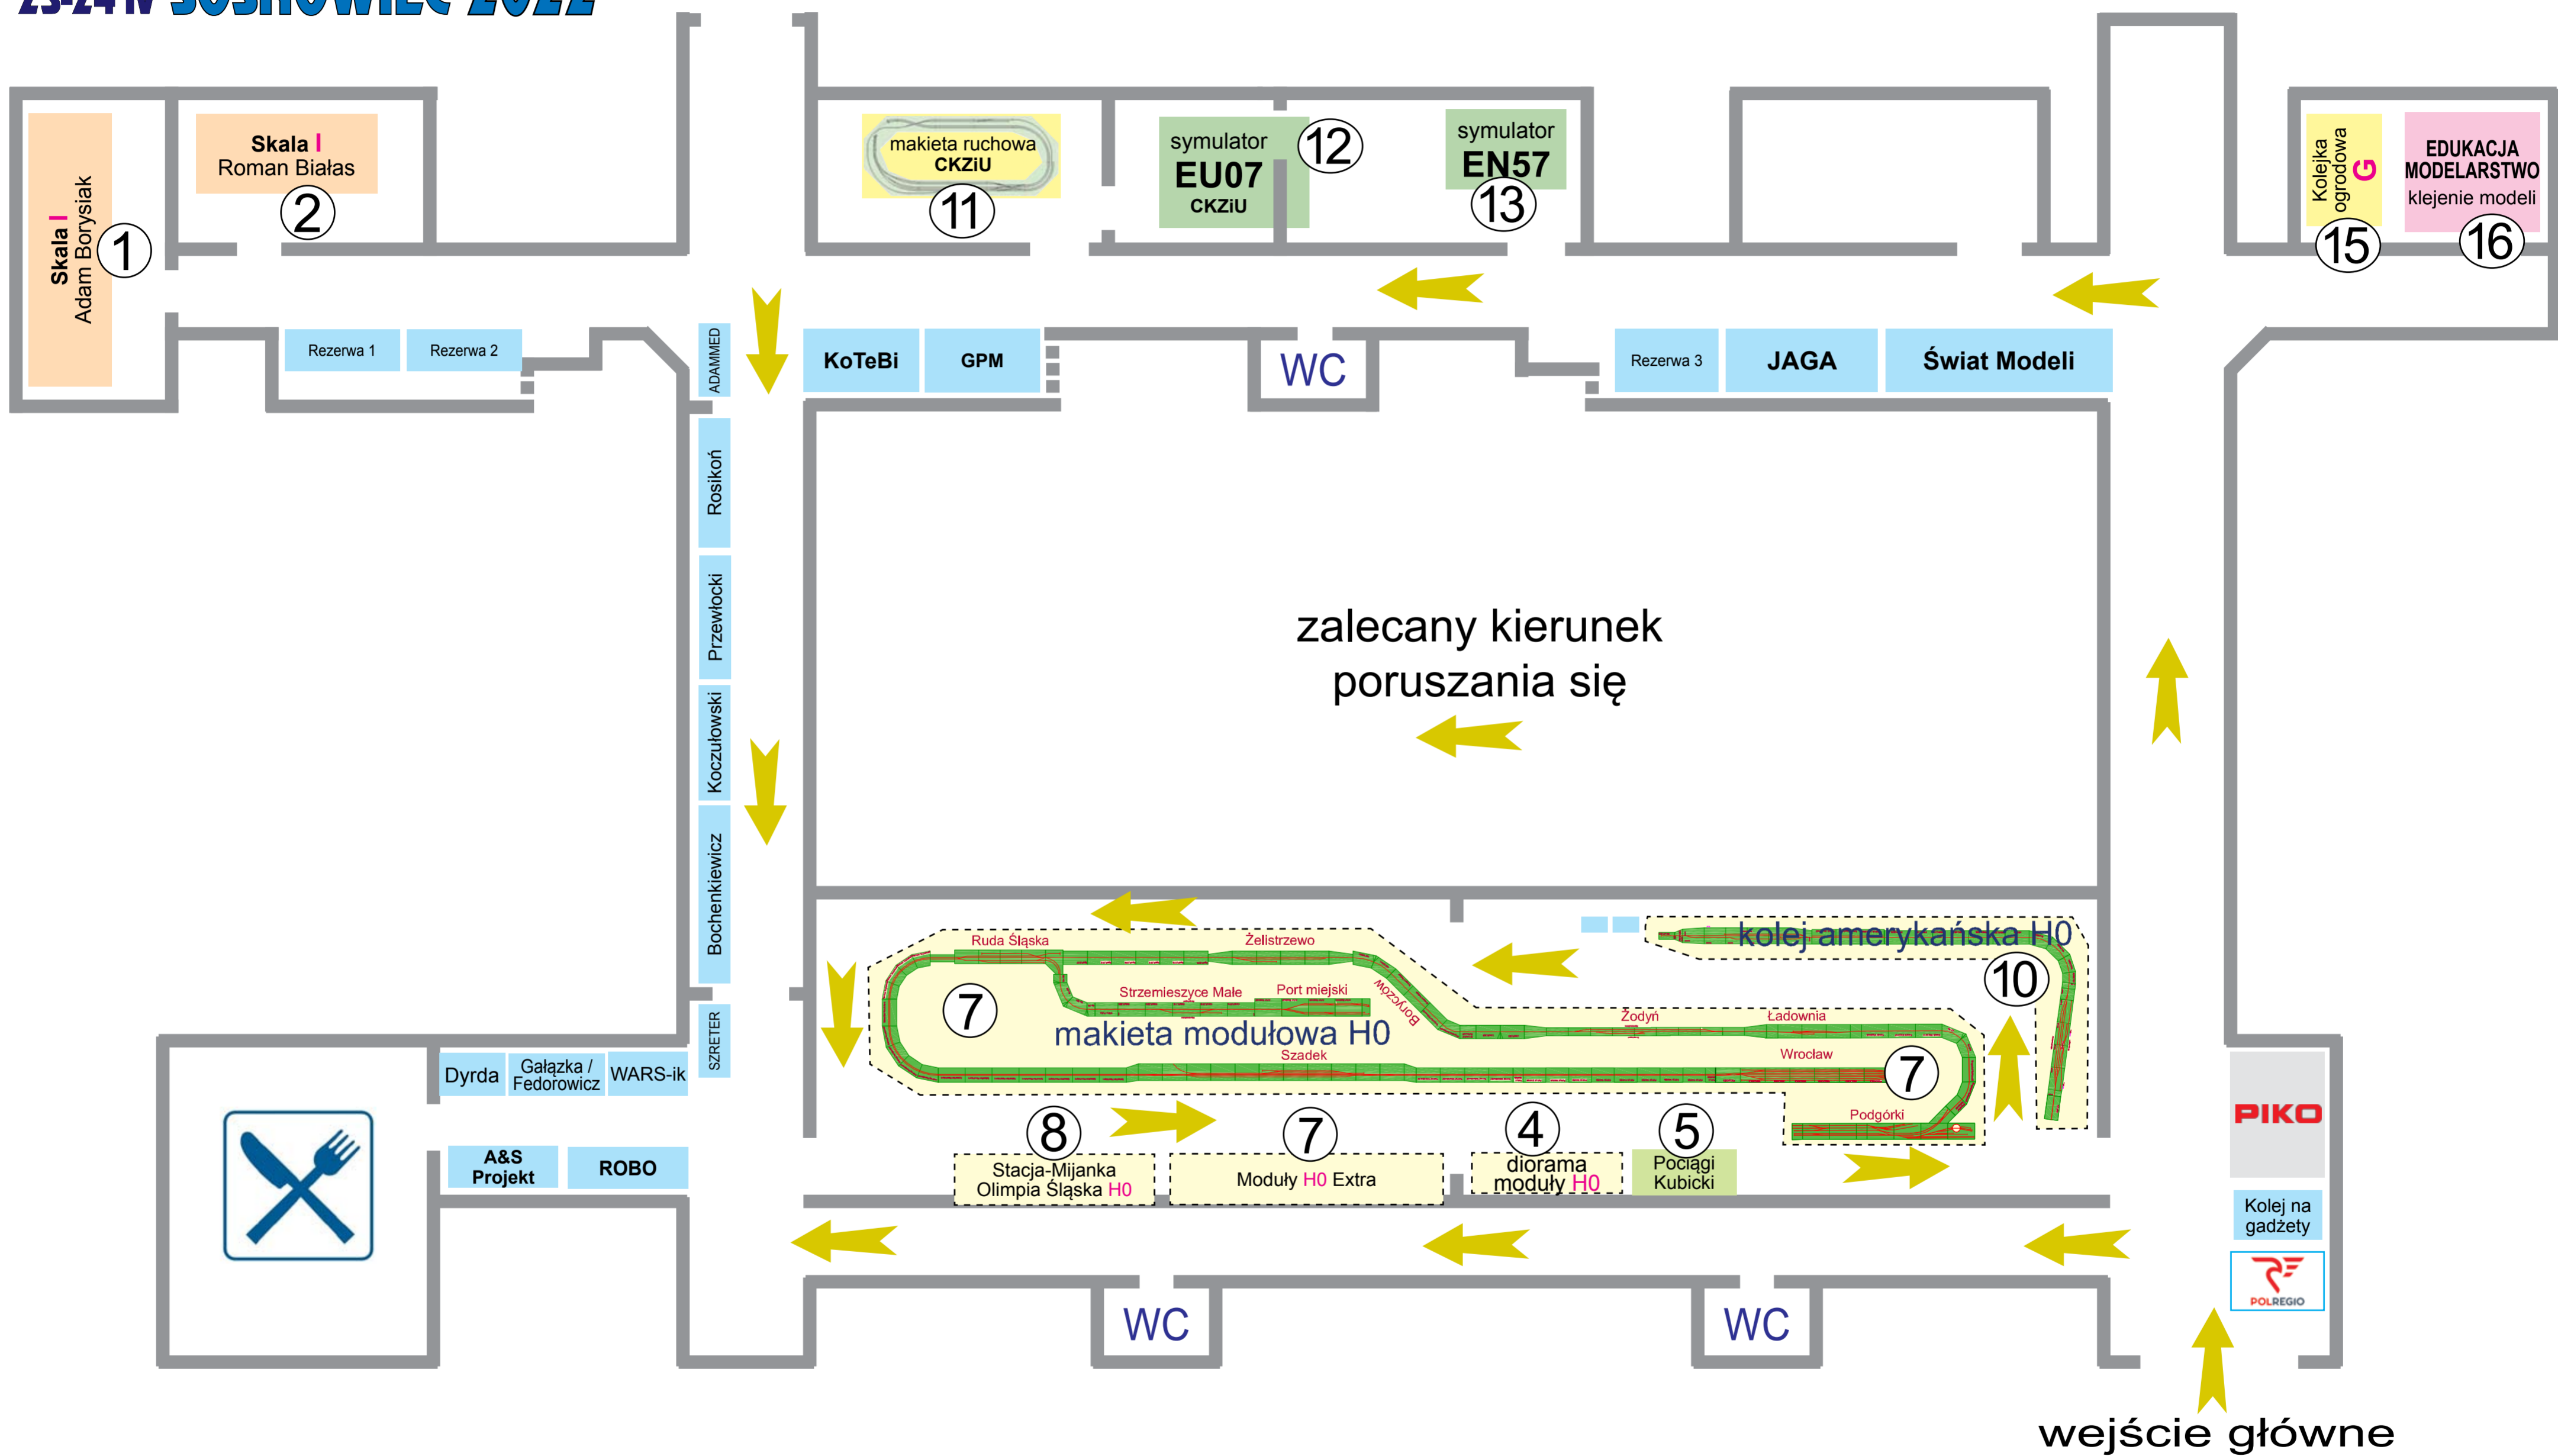 23-24 IV SOSNOWIEC 2022
Skala I
Adam Borysiak
1
Skala I
Roman Białas
2
makieta ruchowa
CKZiU
11
symulator
EU07
CKZiU
12
symulator
EN57
13
Kolejka
ogrodowa
G
15
EDUKACJA
MODELARSTWO
klejenie modeli
16
Rezerwa 1
Rezerwa 2
ADAMMED
KoTeBi
GPM
WC
Rezerwa 3
JAGA
Świat Modeli
Rosikoń
Przewłocki
Koczułowski
Bochenkiewicz
SZRETER
zalecany kierunek
poruszania się
Ruda Śląska
Żelistrzewo
kolej amerykańska H0
10
7
Strzemieszyce Małe
Port miejski
Boryczów
makieta modułowa H0
Żodyń
Ładownia
Szadek
Wrocław
7
Podgórki
Dyrda
Gałązka /
Fedorowicz
WARS-ik
A&S
Projekt
ROBO
8
Stacja-Mijanka
Olimpia Śląska H0
7
Moduły H0 Extra
4
diorama
moduły H0
5
Pociągi
Kubicki
PIKO
Kolej na
gadżety
POLREGIO
WC
WC
wejście główne